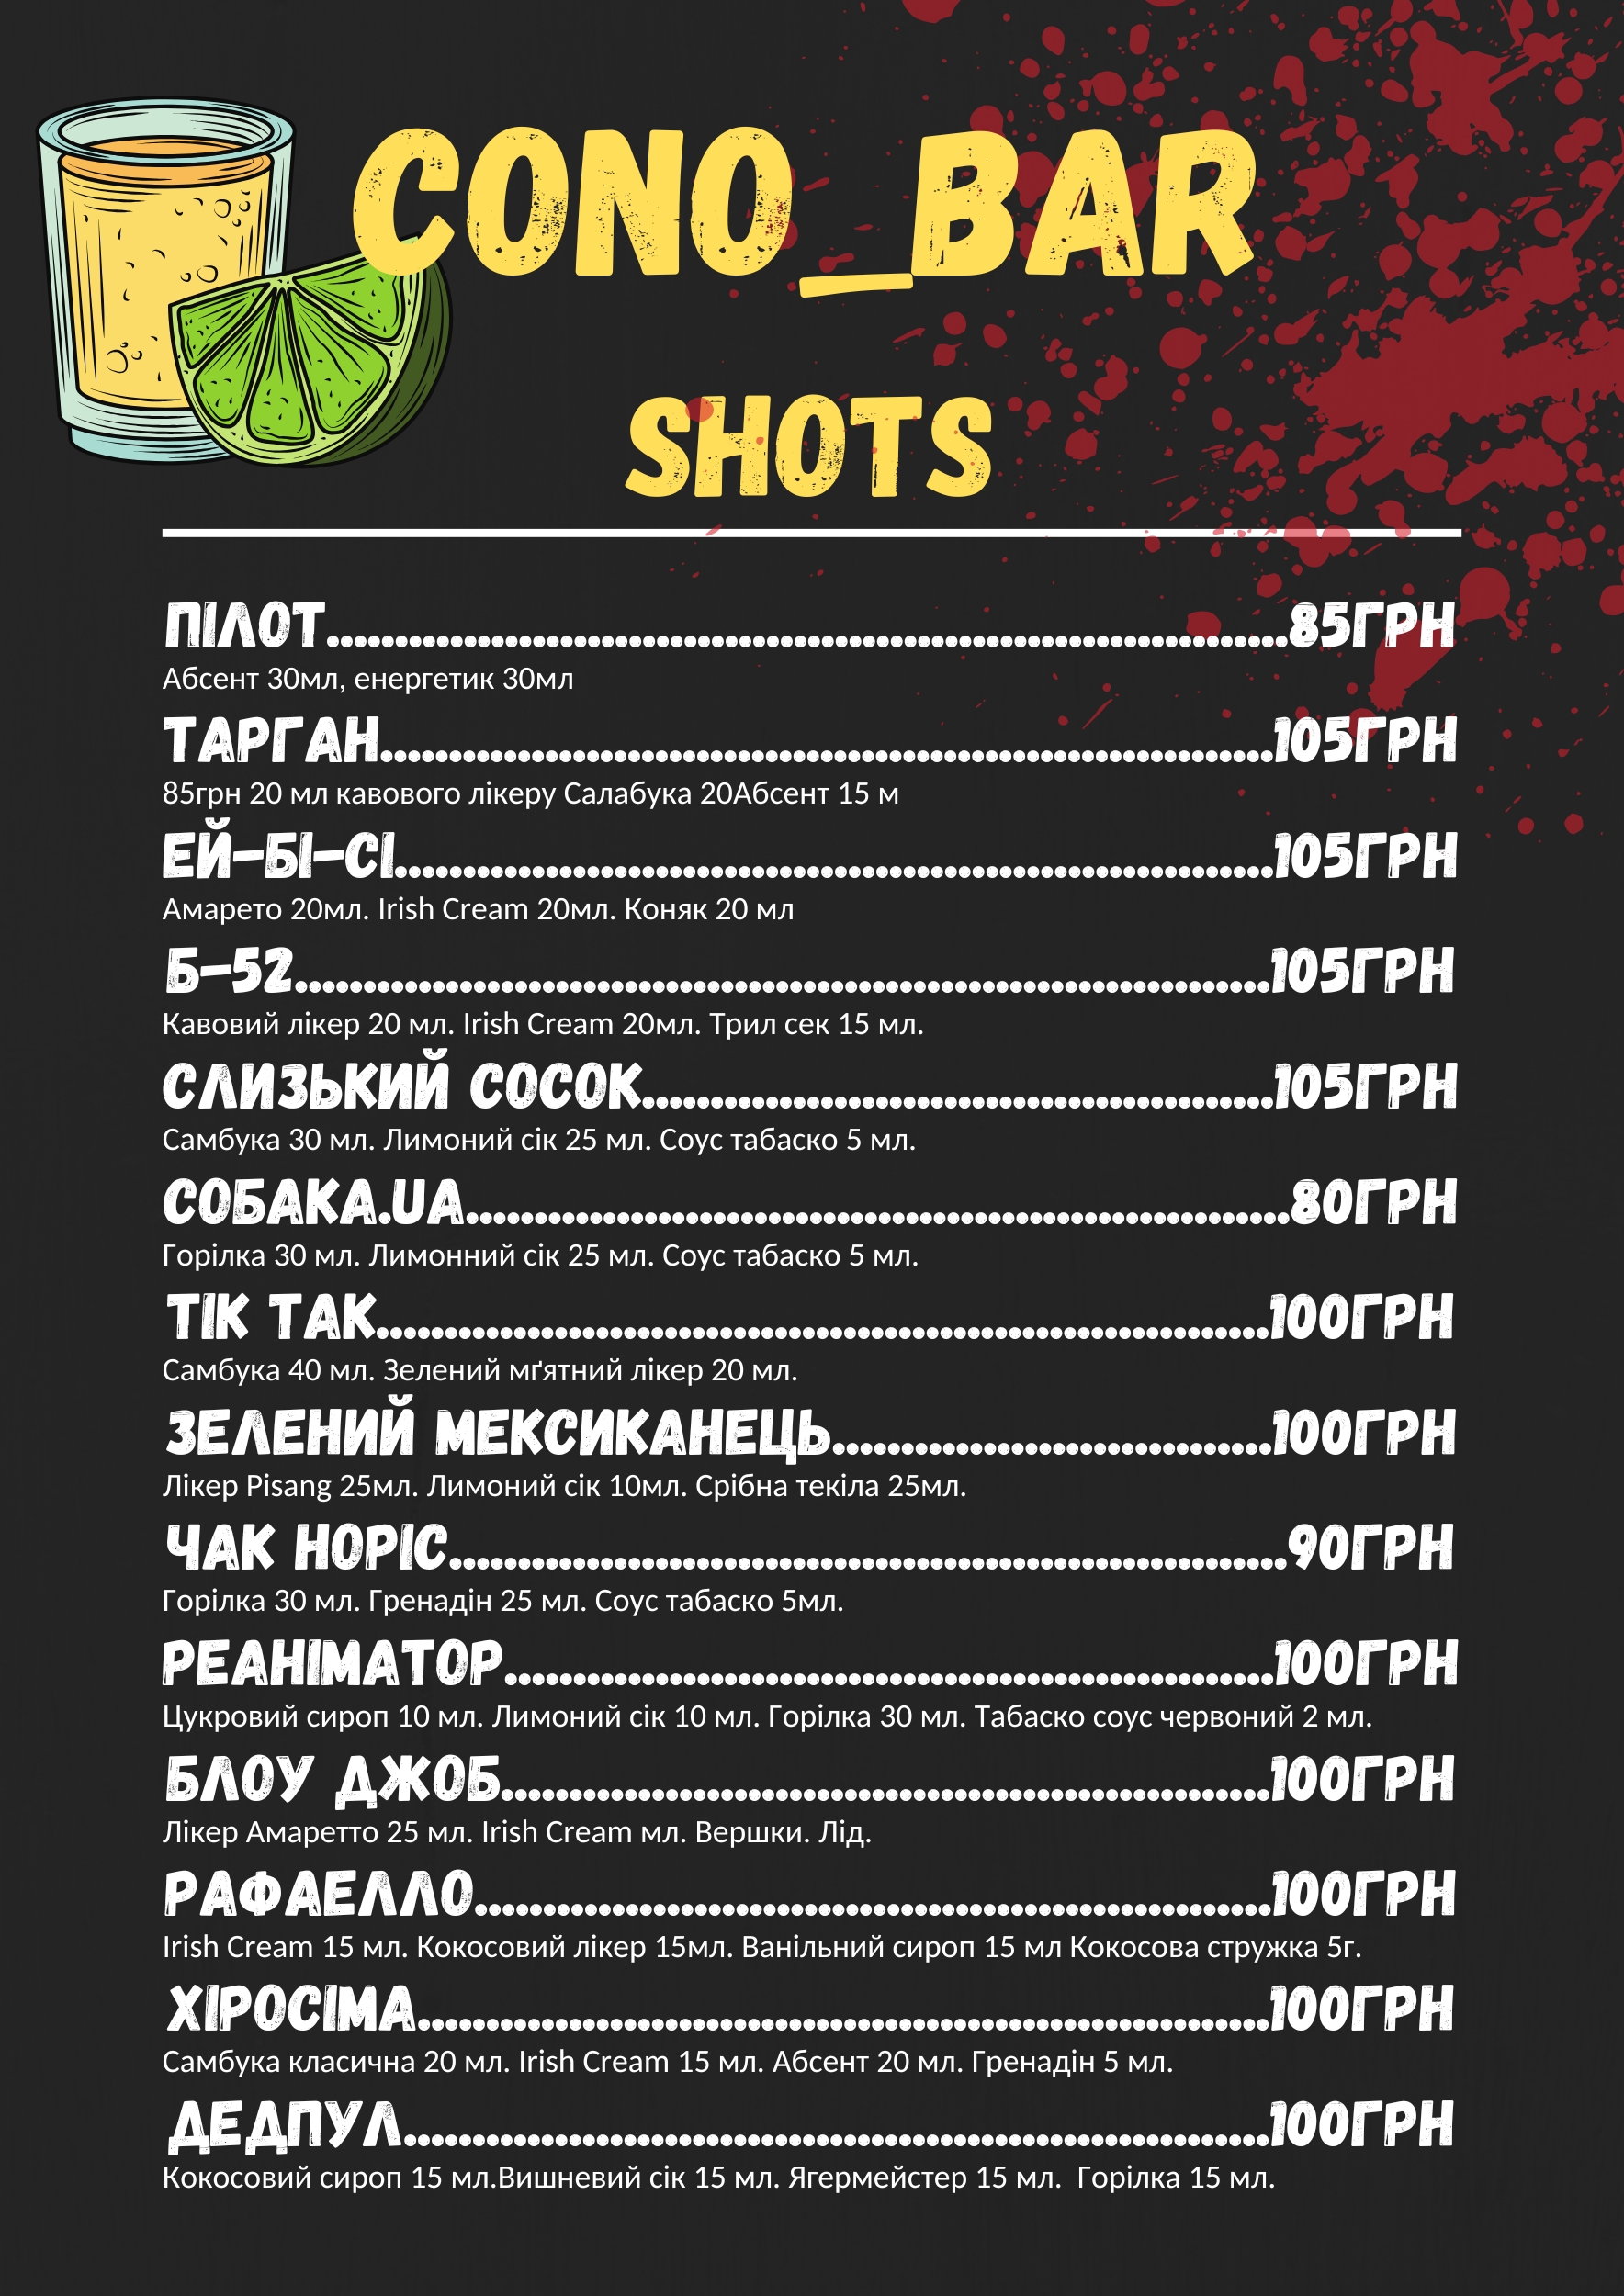 CONO_BAR
SHOTS
ПІЛОТ......................................................................85ГРН
Абсент 30мл, енергетик 30мл
ТАРГАН.................................................................105ГРН
85грн 20 мл кавового лікеру Салабука 20Абсент 15 м
ЕЙ-БІ-СІ................................................................105ГРН
Амарето 20мл. Irish Cream 20мл. Коняк 20 мл
Б-52.......................................................................105ГРН
Кавовий лікер 20 мл. Irish Cream 20мл. Трил сек 15 мл.
СЛИЗЬКИЙ СОСОК..............................................105ГРН
Самбука 30 мл. Лимоний сік 25 мл. Соус табаско 5 мл.
СОБАКА.UA............................................................80ГРН
Горілка 30 мл. Лимонний сік 25 мл. Соус табаско 5 мл.
ТІК ТАК.................................................................100ГРН
Самбука 40 мл. Зелений мґятний лікер 20 мл.
ЗЕЛЕНИЙ МЕКСИКАНЕЦЬ................................100ГРН
Лікер Pisang 25мл. Лимоний сік 10мл. Срібна текіла 25мл.
ЧАК НОРІС.............................................................90ГРН
Горілка 30 мл. Гренадін 25 мл. Соус табаско 5мл.
РЕАНІМАТОР........................................................100ГРН
Цукровий сироп 10 мл. Лимоний сік 10 мл. Горілка 30 мл. Табаско соус червоний 2 мл.
БЛОУ ДЖОБ........................................................100ГРН
Лікер Амаретто 25 мл. Irish Cream мл. Вершки. Лід.
РАФАЕЛЛО..........................................................100ГРН
Irish Cream 15 мл. Кокосовий лікер 15мл. Ванільний сироп 15 мл Кокосова стружка 5г.
ХІРОСІМА..............................................................100ГРН
Самбука класична 20 мл. Irish Cream 15 мл. Абсент 20 мл. Гренадін 5 мл.
ДЕДПУЛ...............................................................100ГРН
Кокосовий сироп 15 мл.Вишневий сік 15 мл. Ягермейстер 15 мл.  Горілка 15 мл.